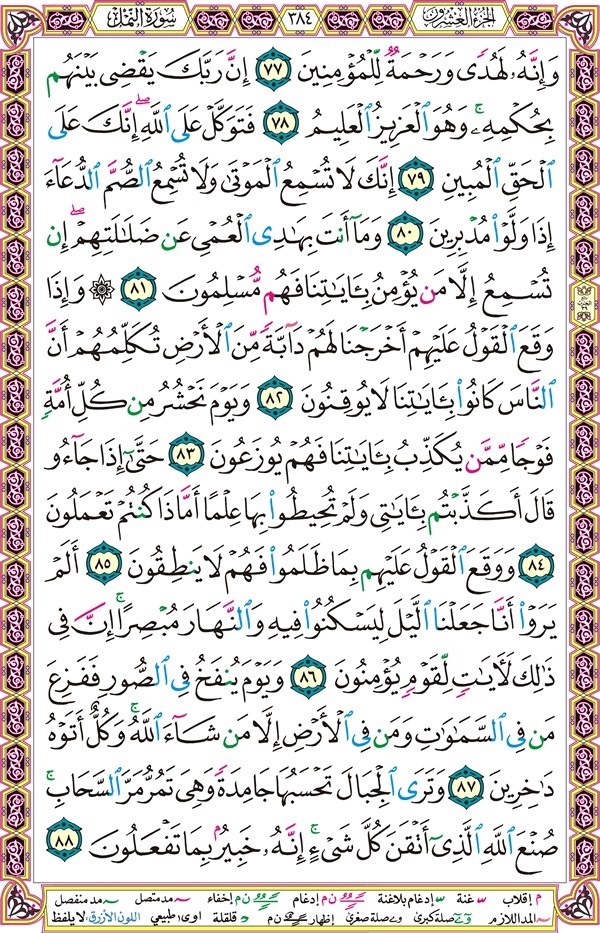 الجزء العشرون
٣٨٤
سورة النمل
وَإِنَّهُۥ لَهُدًى وَرَحْمَةٌ لِّلْمُؤْمِنِينَ ٧٧ إِنَّ رَبَّكَ يَقْضِى بَيْنَهُم
بِحُكْمِهِۦ ۚ وَهُوَ ٱلْعَزِيزُ ٱلْعَلِيمُ ٧٨ فَتَوَكَّلْ عَلَى ٱللَّهِ ۖ إِنَّكَ عَلَى
ٱلْحَقِّ ٱلْمُبِينِ ٧٩ إِنَّكَ لَا تُسْمِعُ ٱلْمَوْتَىٰ وَلَا تُسْمِعُ ٱلصُّمَّ ٱلدُّعَآءَ
إِذَا وَلَّوْا۟ مُدْبِرِينَ ٨٠ وَمَآ أَنتَ بِهَـٰدِى ٱلْعُمْىِ عَن ضَلَـٰلَتِهِمْ ۖ إِن
تُسْمِعُ إِلَّا مَن يُؤْمِنُ بِـَٔايَـٰتِنَا فَهُم مُّسْلِمُونَ ٨١ ۞ وَإِذَا
وَقَعَ ٱلْقَوْلُ عَلَيْهِمْ أَخْرَجْنَا لَهُمْ دَآبَّةً مِّنَ ٱلْأَرْضِ تُكَلِّمُهُمْ أَنَّ
ٱلنَّاسَ كَانُوا۟ بِـَٔايَـٰتِنَا لَا يُوقِنُونَ ٨٢ وَيَوْمَ نَحْشُرُ مِن كُلِّ أُمَّةٍ
فَوْجًا مِّمَّن يُكَذِّبُ بِـَٔايَـٰتِنَا فَهُمْ يُوزَعُونَ ٨٣ حَتَّىٰٓ إِذَا جَآءُو
قَالَ أَكَذَّبْتُم بِـَٔايَـٰتِى وَلَمْ تُحِيطُوا۟ بِهَا عِلْمًا أَمَّاذَا كُنتُمْ تَعْمَلُونَ
٨٤ وَوَقَعَ ٱلْقَوْلُ عَلَيْهِم بِمَا ظَلَمُوا۟ فَهُمْ لَا يَنطِقُونَ ٨٥ أَلَمْ
يَرَوْا۟ أَنَّا جَعَلْنَا ٱلَّيْلَ لِيَسْكُنُوا۟ فِيهِ وَٱلنَّهَارَ مُبْصِرًا ۚ إِنَّ فِى
ذَٰلِكَ لَـَٔايَـٰتٍ لِّقَوْمٍ يُؤْمِنُونَ ٨٦ وَيَوْمَ يُنفَخُ فِى ٱلصُّورِ فَفَزِعَ
مَن فِى ٱلسَّمَـٰوَٰتِ وَمَن فِى ٱلْأَرْضِ إِلَّا مَن شَآءَ ٱللَّهُ ۚ وَكُلٌّ أَتَوْهُ
دَٰخِرِينَ ٨٧ وَتَرَى ٱلْجِبَالَ تَحْسَبُهَا جَامِدَةً وَهِىَ تَمُرُّ مَرَّ ٱلسَّحَابِ ۚ
صُنْعَ ٱللَّهِ ٱلَّذِىٓ أَتْقَنَ كُلَّ شَىْءٍ ۚ إِنَّهُۥ خَبِيرٌۢ بِمَا تَفْعَلُونَ ٨٨
م إقلاب غنة إدغام بلاغنة ن م إدغام ن م إخفاء مد متصل مد منفصل
المد اللازم صلة كبرى صلة صغرى إظهار ن م قلقلة اوى طبيعي اللون الأزرق: لا يلفظ